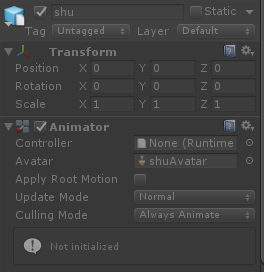 shu Static
Tag Untagged Layer Default
Transform
Position X 0 Y 0 Z 0
Rotation X 0 Y 0 Z 0
Scale X 1 Y 1 Z 1
Animator
Controller None (Runtime
Avatar shuAvatar
Apply Root Motion
Update Mode Normal
Culling Mode Always Animate
Not initialized